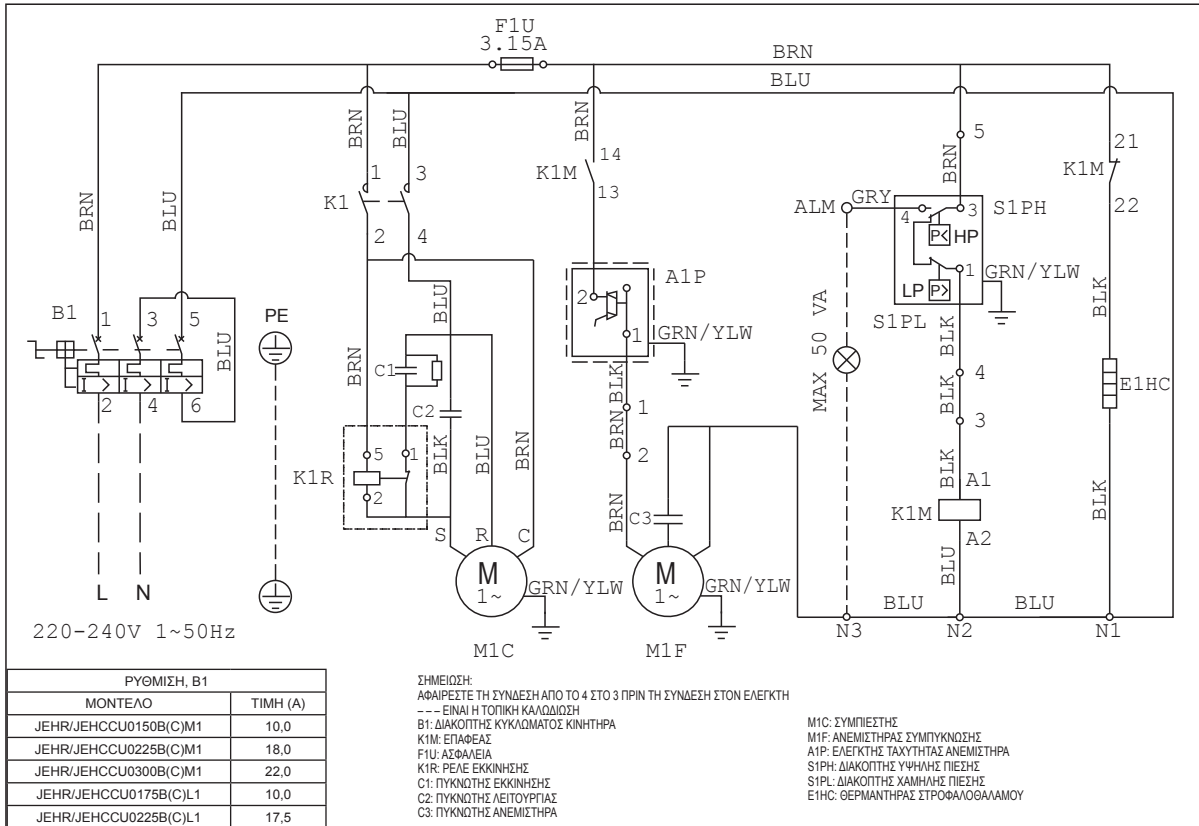 F1U
3.15A
BRN
BLU
BRN
BLU
BRN
BLU
BRN
5
BRN
21
K1M
22
1
3
K1
2
4
14
K1M
13
ALM
GRY
4
3
S1PH
P<
HP
1
LP
P>
GRN/YLW
S1PL
A1P
2
1
GRN/YLW
B1
1
3
5
BLU
2
4
6
PE
BLU
BRN
C1
C2
5
1
K1R
2
BLK
BLU
BRN
S
R
C
M
1~
GRN/YLW
M1C
BLK
1
BRN
2
BRN
C3
M
1~
GRN/YLW
M1F
MAX 50 VA
BLK
4
BLK
3
BLK
A1
K1M
A2
BLU
BLK
E1HC
BLK
BLU
BLU
N3
N2
N1
L
N
220-240V 1~50Hz
ΡΥΘΜΙΣΗ, B1
ΜΟΝΤΕΛΟ ΤΙΜΗ (A)
JEHR/JEHCCU0150B(C)M1 10,0
JEHR/JEHCCU0225B(C)M1 18,0
JEHR/JEHCCU0300B(C)M1 22,0
JEHR/JEHCCU0175B(C)L1 10,0
JEHR/JEHCCU0225B(C)L1 17,5
ΣΗΜΕΙΩΣΗ:
ΑΦΑΙΡΕΣΤΕ ΤΗ ΣΥΝΔΕΣΗ ΑΠΟ ΤΟ 4 ΣΤΟ 3 ΠΡΙΝ ΤΗ ΣΥΝΔΕΣΗ ΣΤΟΝ ΕΛΕΓΚΤΗ
--- ΕΙΝΑΙ Η ΤΟΠΙΚΗ ΚΑΛΩΔΙΩΣΗ
B1: ΔΙΑΚΟΠΤΗΣ ΚΥΚΛΩΜΑΤΟΣ ΚΙΝΗΤΗΡΑ
K1M: ΕΠΑΦΕΑΣ
F1U: ΑΣΦΑΛΕΙΑ
K1R: ΡΕΛΕ ΕΚΚΙΝΗΣΗΣ
C1: ΠΥΚΝΩΤΗΣ ΕΚΚΙΝΗΣΗΣ
C2: ΠΥΚΝΩΤΗΣ ΛΕΙΤΟΥΡΓΙΑΣ
C3: ΠΥΚΝΩΤΗΣ ΑΝΕΜΙΣΤΗΡΑ
M1C: ΣΥΜΠΙΕΣΤΗΣ
M1F: ΑΝΕΜΙΣΤΗΡΑΣ ΣΥΜΠΥΚΝΩΣΗΣ
A1P: ΕΛΕΓΚΤΗΣ ΤΑΧΥΤΗΤΑΣ ΑΝΕΜΙΣΤΗΡΑ
S1PH: ΔΙΑΚΟΠΤΗΣ ΥΨΗΛΗΣ ΠΙΕΣΗΣ
S1PL: ΔΙΑΚΟΠΤΗΣ ΧΑΜΗΛΗΣ ΠΙΕΣΗΣ
E1HC: ΘΕΡΜΑΝΤΗΡΑΣ ΣΤΡΟΦΑΛΟΘΑΛΑΜΟΥ